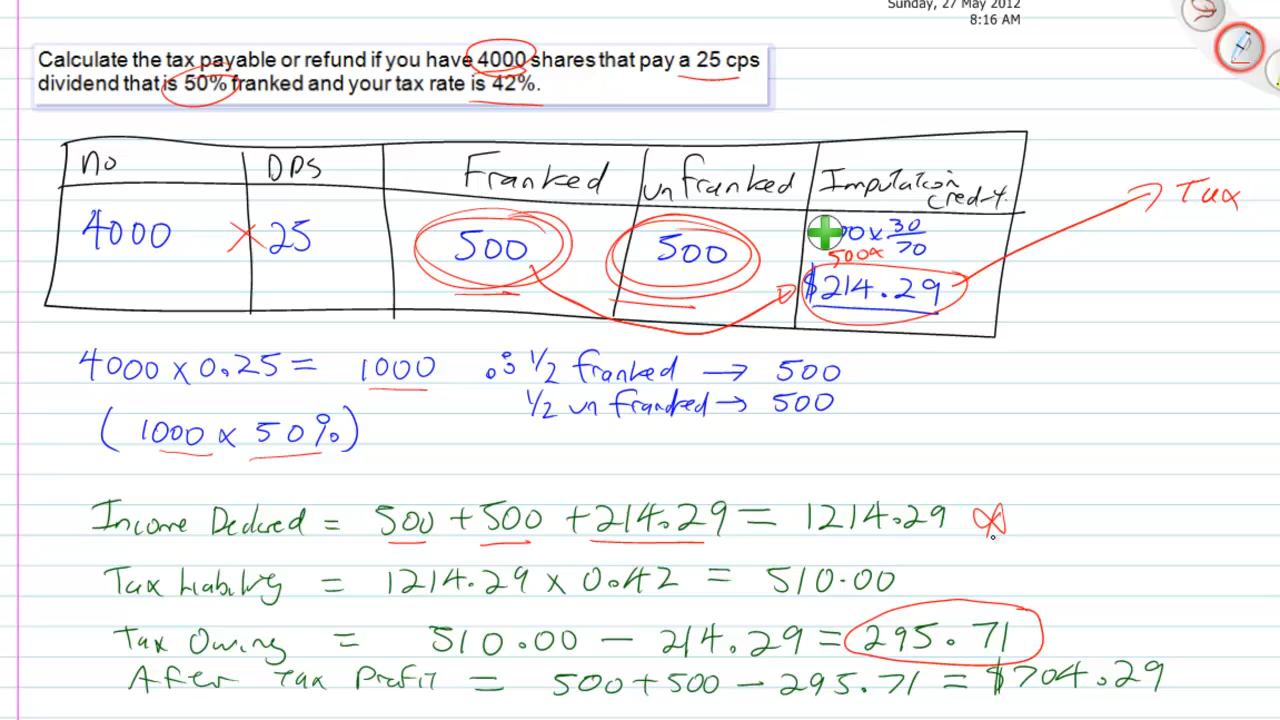 Sunday, 27 May 2012
8:16 AM
Calculate the tax payable or refund if you have 4000 shares that pay a 25 cps
dividend that is 50% franked and your tax rate is 42%.
no DPS Franked unfranked Imputation
credit.
Tax
4000 × 25 500 500 00 × 30/70
500×
$214.29
4000 × 0.25 = 1000 ∴ 1/2 franked → 500
1/2 un franked → 500
(1000 × 50%)
Income Declared = 500 + 500 + 214.29 = 1214.29
Tax Liability = 1214.29 × 0.42 = 510.00
Tax Owing = 510.00 - 214.29 = 295.71
After Tax Profit = 500 + 500 - 295.71 = $704.29